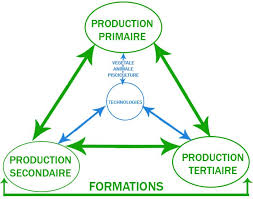 PRODUCTION
PRIMAIRE
VEGETALE
ANIMALE
PISCICULTURE
TECHNOLOGIES
PRODUCTION
SECONDAIRE
PRODUCTION
TERTIAIRE
FORMATIONS